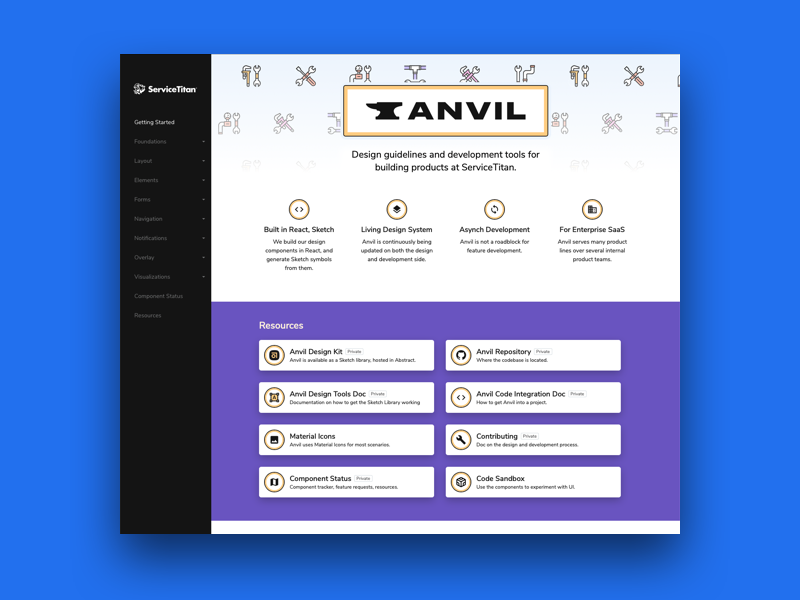 ServiceTitan
Getting Started
Foundations
Layout
Elements
Forms
Navigation
Notifications
Overlay
Visualizations
Component Status
Resources
ANVIL
Design guidelines and development tools for
building products at ServiceTitan.
Built in React, Sketch
We build our design
components in React, and
generate Sketch symbols
from them.
Living Design System
Anvil is continuously being
updated on both the design
and development side.
Asynch Development
Anvil is not a roadblock for
feature development.
For Enterprise SaaS
Anvil serves many product
lines over several internal
product teams.
Resources
Anvil Design Kit Private
Anvil is available as a Sketch library, hosted in Abstract.
Anvil Repository Private
Where the codebase is located.
Anvil Design Tools Doc Private
Documentation on how to get the Sketch Library working
Anvil Code Integration Doc Private
How to get Anvil into a project.
Material Icons
Anvil uses Material Icons for most scenarios.
Contributing Private
Doc on the design and development process.
Component Status Private
Component tracker, feature requests, resources.
Code Sandbox
Use the components to experiment with UI.